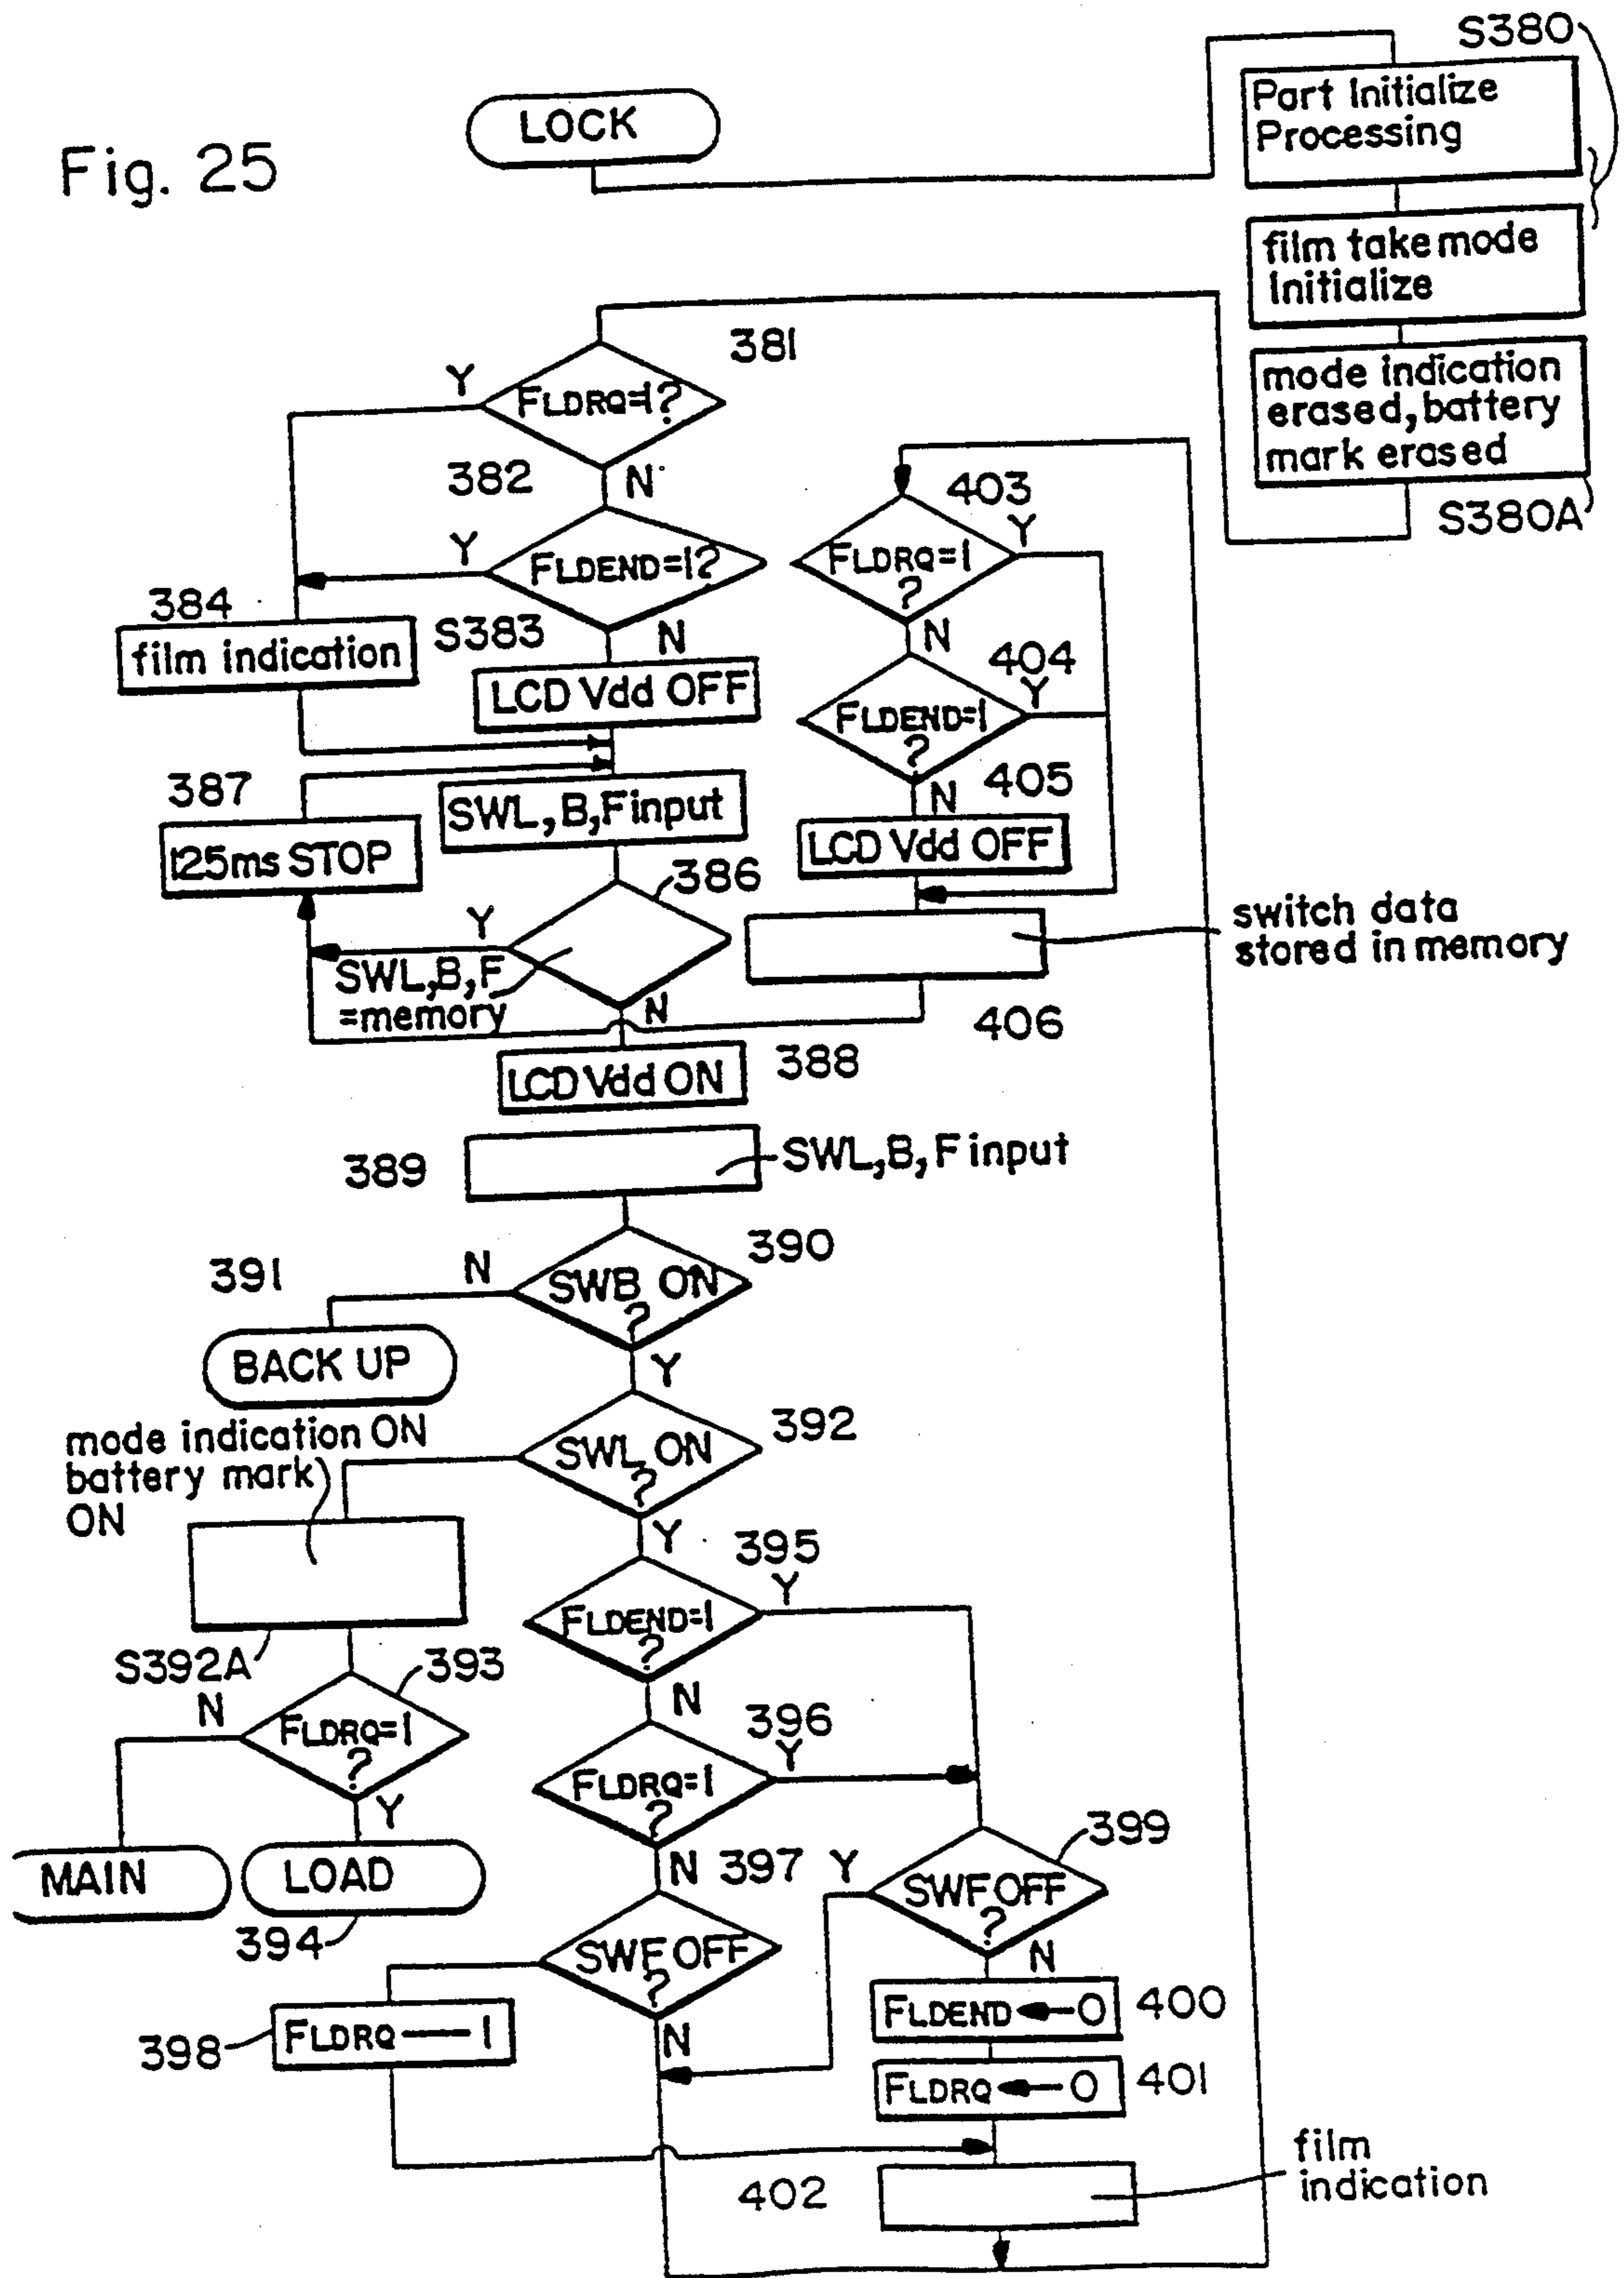 Fig. 25
LOCK
S380
Part Initialize
Processing
film take mode
Initialize
mode indication
erased, battery
mark erased
S380A
381
FLDRQ=1?
Y
N
382
FLDEND=1?
Y
N
384
film indication
S383
LCD Vdd OFF
387
125ms STOP
SWL, B, F input
386
Y
SWL, B, F
=memory
N
388
LCD Vdd ON
403
FLDRQ=1
?
Y
N
404
FLDEND=1
?
Y
N
405
LCD Vdd OFF
switch data
stored in memory
406
389
SWL, B, F input
390
SWB ON
?
N
Y
391
BACK UP
392
SWL ON
?
Y
mode indication ON
battery mark
ON
S392A
393
FLDRQ=1
?
N
Y
MAIN
LOAD
394
395
FLDEND=1
?
Y
N
396
FLDRQ=1
?
Y
N
397
SWF OFF
?
N
398
FLDRQ — 1
399
SWF OFF
?
Y
N
FLDEND ← 0
400
FLDRQ ← 0
401
402
film
indication